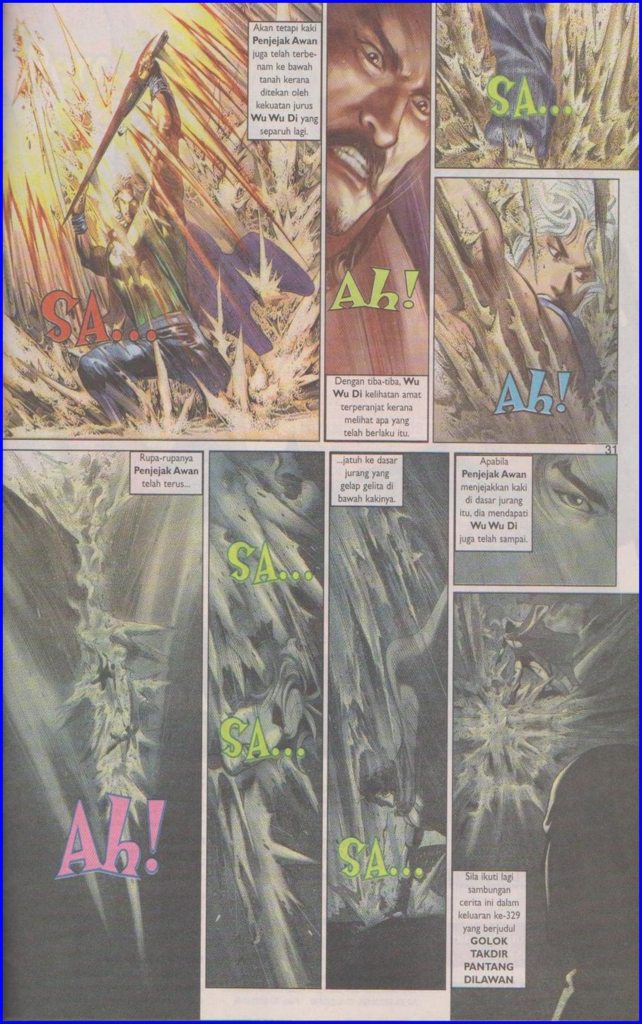 Akan tetapi kaki
Penjejak Awan
juga telah terbe-
nam ke bawah
tanah kerana
ditekan oleh
kekuatan jurus
Wu Wu Di yang
separuh lagi.
SA...
Ah!
Dengan tiba-tiba, Wu
Wu Di kelihatan amat
terperanjat kerana
melihat apa yang
telah berlaku itu.
SA...
Ah!
31
Rupa-rupanya
Penjejak Awan
telah terus...
Ah!
SA...
SA...
...jatuh ke dasar
jurang yang
gelap gelita di
bawah kakinya.
SA...
Apabila
Penjejak Awan
menjejakkan kaki
di dasar jurang
itu, dia mendapati
Wu Wu Di
juga telah sampai.
Sila ikuti lagi
sambungan
cerita ini dalam
keluaran ke-329
yang berjudul
GOLOK
TAKDIR
PANTANG
DILAWAN